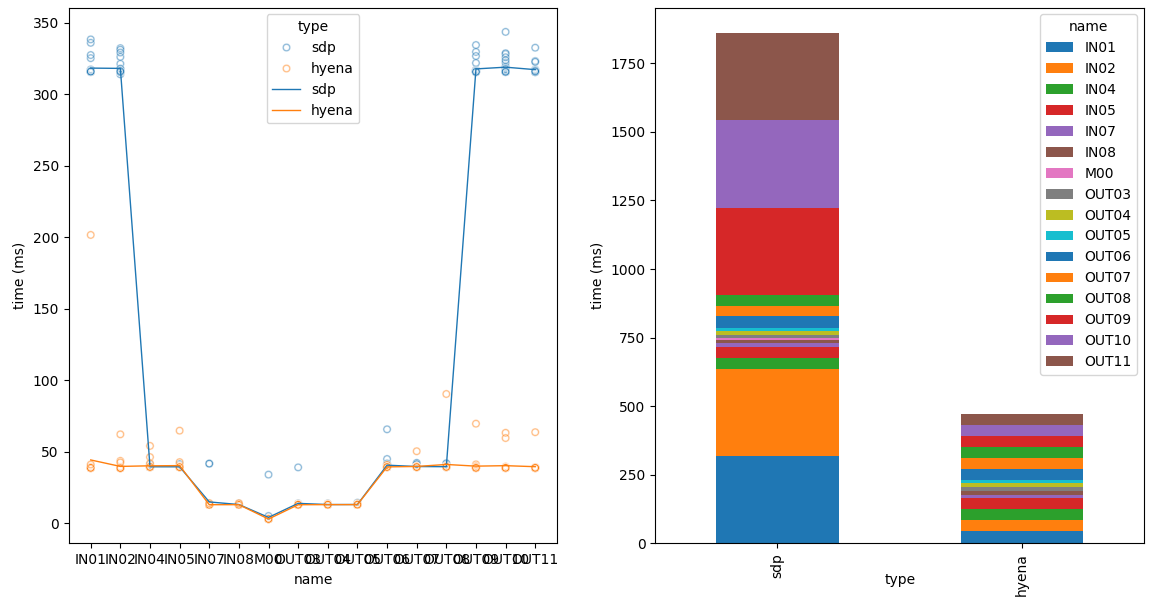 350
300
250
200
150
100
50
0
time (ms)
type
sdp
hyena
sdp
hyena
IN01 IN02 IN04 IN05 IN07 IN08 M00 OUT03 OUT04 OUT05 OUT06 OUT07 OUT08 OUT09 OUT10 OUT11
name
1750
1500
1250
1000
750
500
250
0
time (ms)
name
IN01
IN02
IN04
IN05
IN07
IN08
M00
OUT03
OUT04
OUT05
OUT06
OUT07
OUT08
OUT09
OUT10
OUT11
sdp
hyena
type